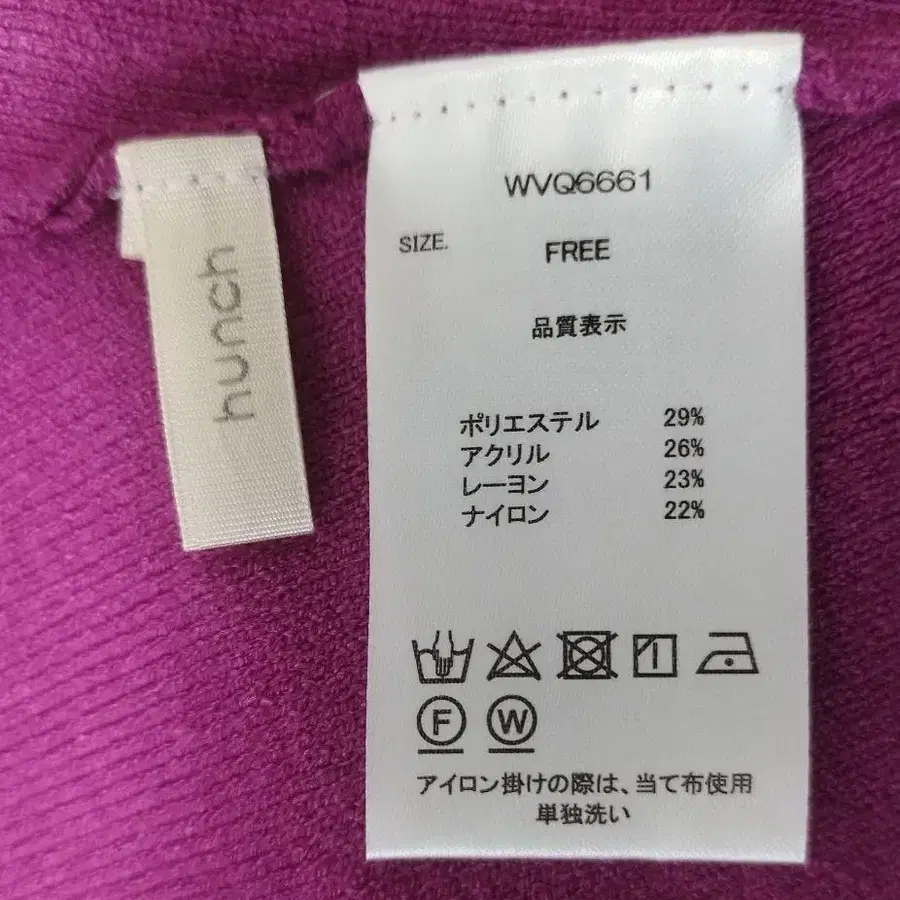 hunch
WVQ6661
SIZE. FREE
品質表示
ポリエステル 29%
アクリル 26%
レーヨン 23%
ナイロン 22%
F W
アイロン掛けの際は、当て布使用
単独洗い